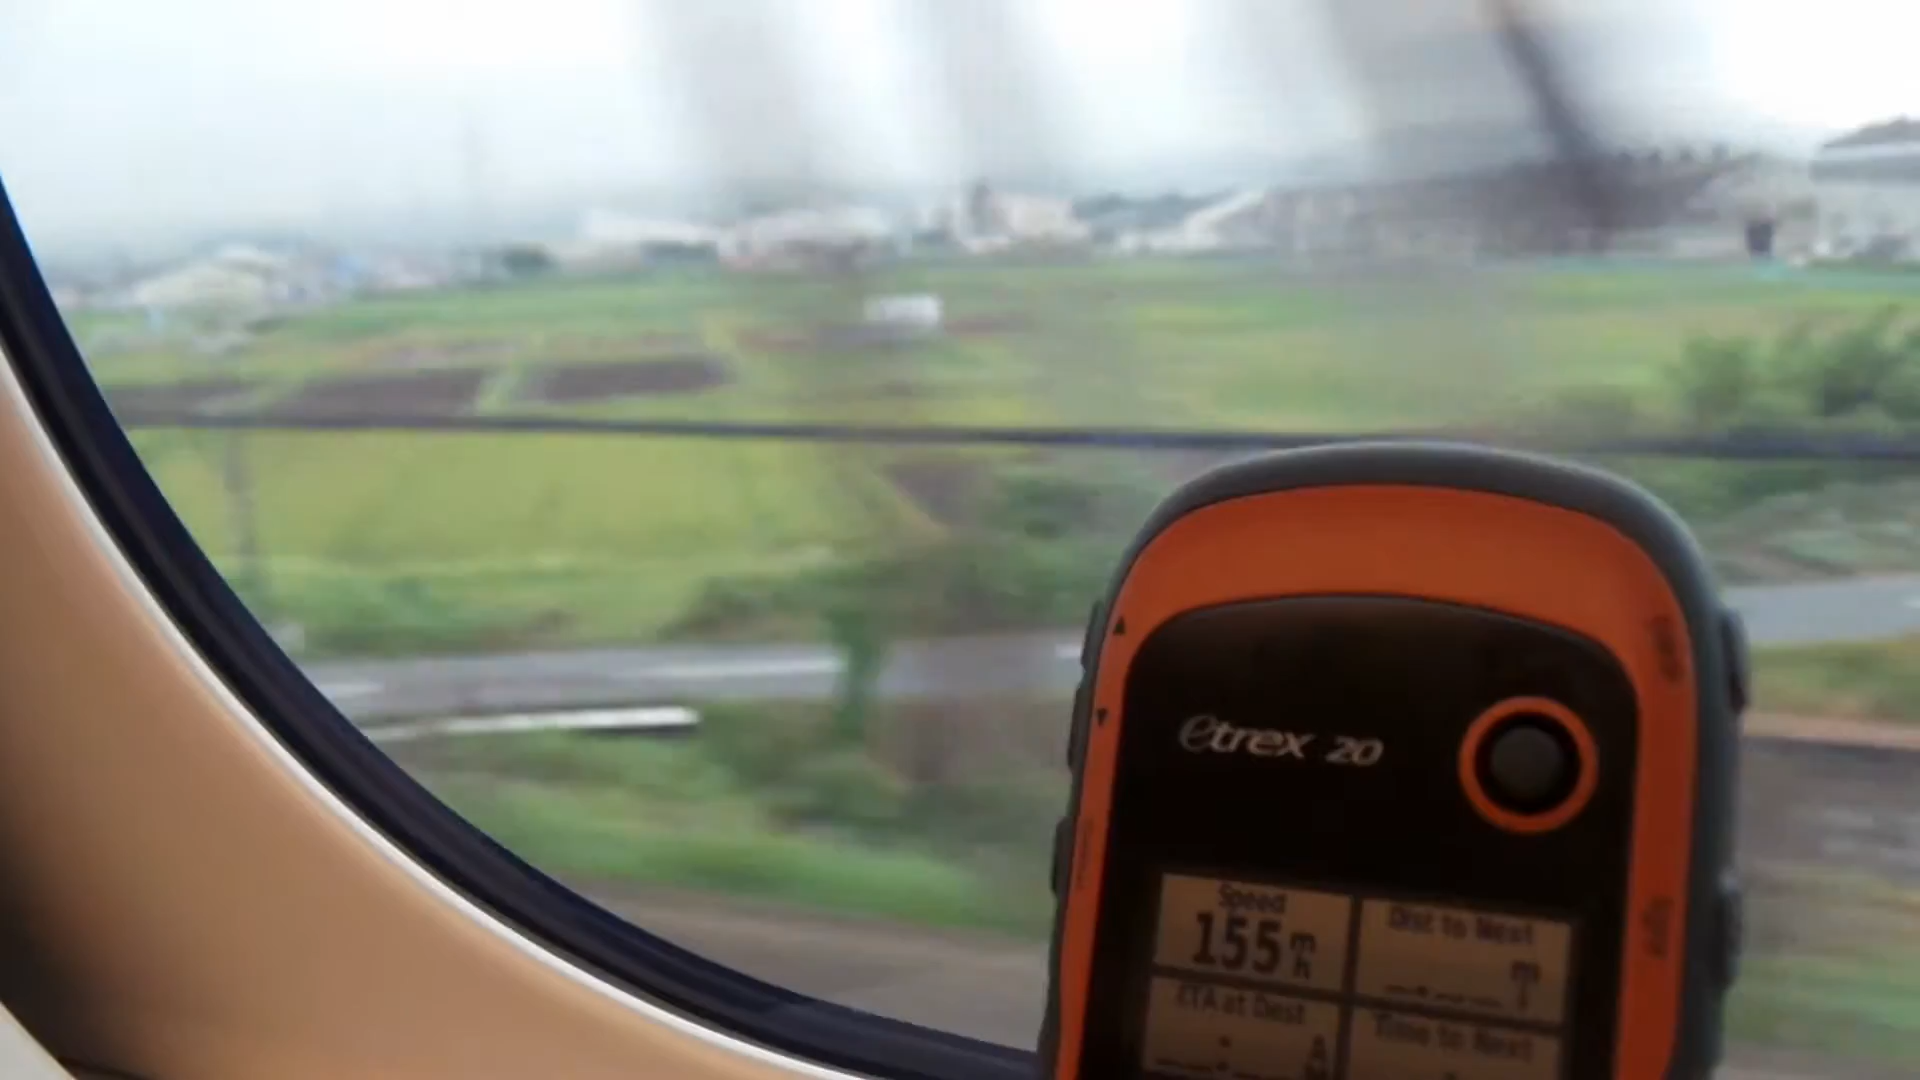 etrex 20
Speed
155 m h
Dist to Next
_._ _ _ m i
ETA at Dest
_ _:_ _ A M
Time to Next